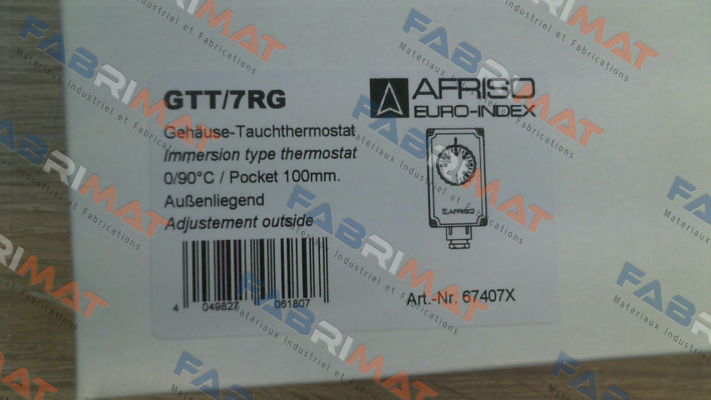 GTT/7RG
Gehäuse-Tauchthermostat
Immersion type thermostat
0/90°C / Pocket 100mm.
Außenliegend
Adjustement outside
4 049827 061807
AFRISO
EURO-INDEX
AFRISO
Art.-Nr. 67407X
FABRIMAT
Materiaux Industriel et Fabrications